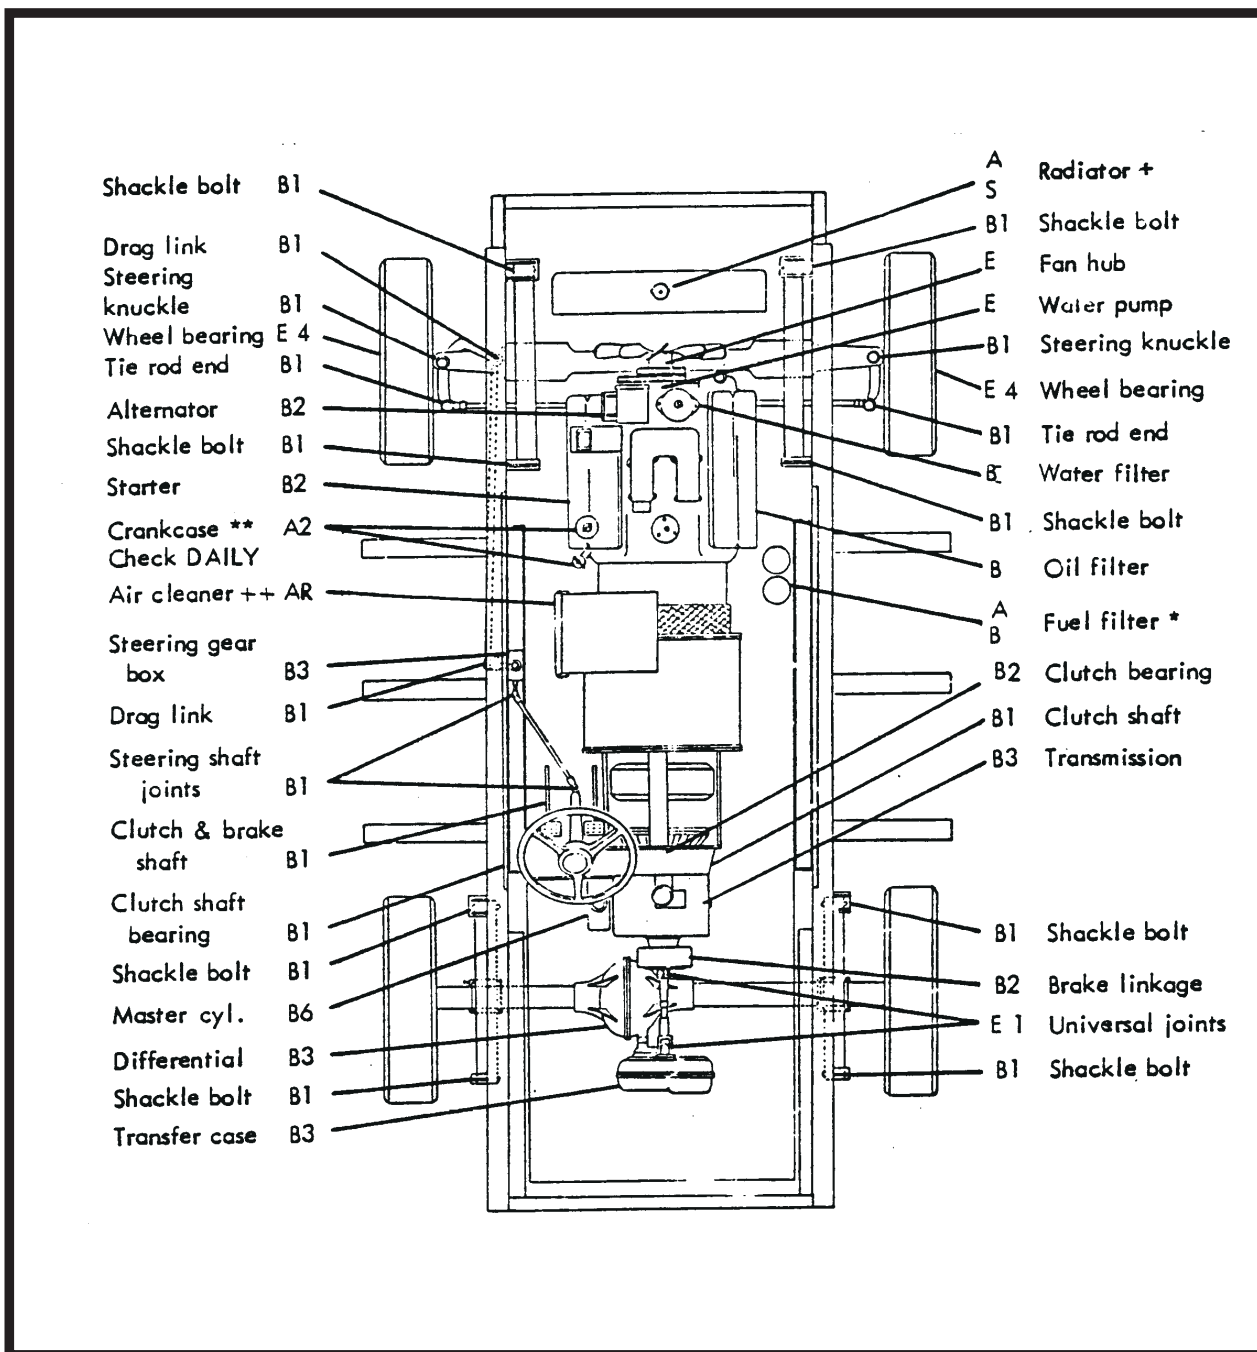 Shackle bolt B1
Drag link B1
Steering
knuckle B1
Wheel bearing E 4
Tie rod end B1
Alternator B2
Shackle bolt B1
Starter B2
Crankcase ** A2
Check DAILY
Air cleaner ++ AR
Steering gear
box B3
Drag link B1
Steering shaft
joints B1
Clutch & brake
shaft B1
Clutch shaft
bearing B1
Shackle bolt B1
Master cyl. B6
Differential B3
Shackle bolt B1
Transfer case B3
A
Radiator +
S
B1 Shackle bolt
E Fan hub
E Water pump
B1 Steering knuckle
E 4 Wheel bearing
B1 Tie rod end
Water filter
B1 Shackle bolt
B Oil filter
A
Fuel filter *
B
B2 Clutch bearing
B1 Clutch shaft
B3 Transmission
B1 Shackle bolt
B2 Brake linkage
E 1 Universal joints
B1 Shackle bolt